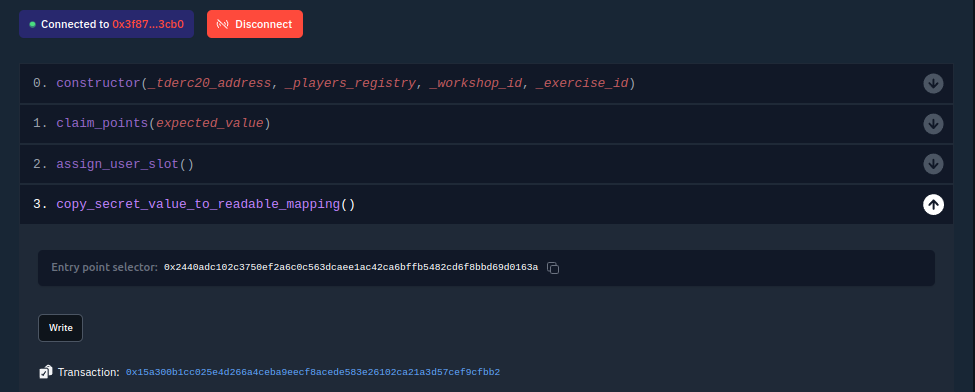 Connected to 0x3f87...3cb0 Disconnect
0. constructor(_tderc20_address, _players_registry, _workshop_id, _exercise_id)
1. claim_points(expected_value)
2. assign_user_slot()
3. copy_secret_value_to_readable_mapping()
Entry point selector: 0x2440adc102c3750ef2a6c0c563dcaee1ac42ca6bffb5482cd6f8bbd69d0163a
Write
Transaction: 0x15a300b1cc025e4d266a4ceba9eecf8acede583e26102ca21a3d57cef9cfbb2